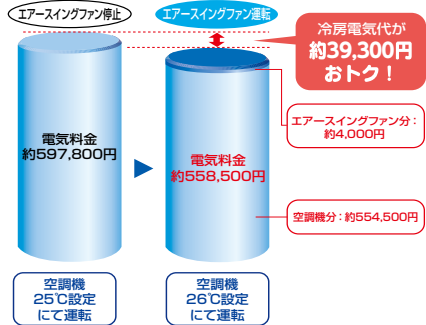 エアースイングファン停止
エアースイングファン運転
冷房電気代が
約39,300円
おトク！
エアースイングファン分：
約4,000円
電気料金
約597,800円
電気料金
約558,500円
空調機分：約554,500円
空調機
25℃設定
にて運転
空調機
26℃設定
にて運転